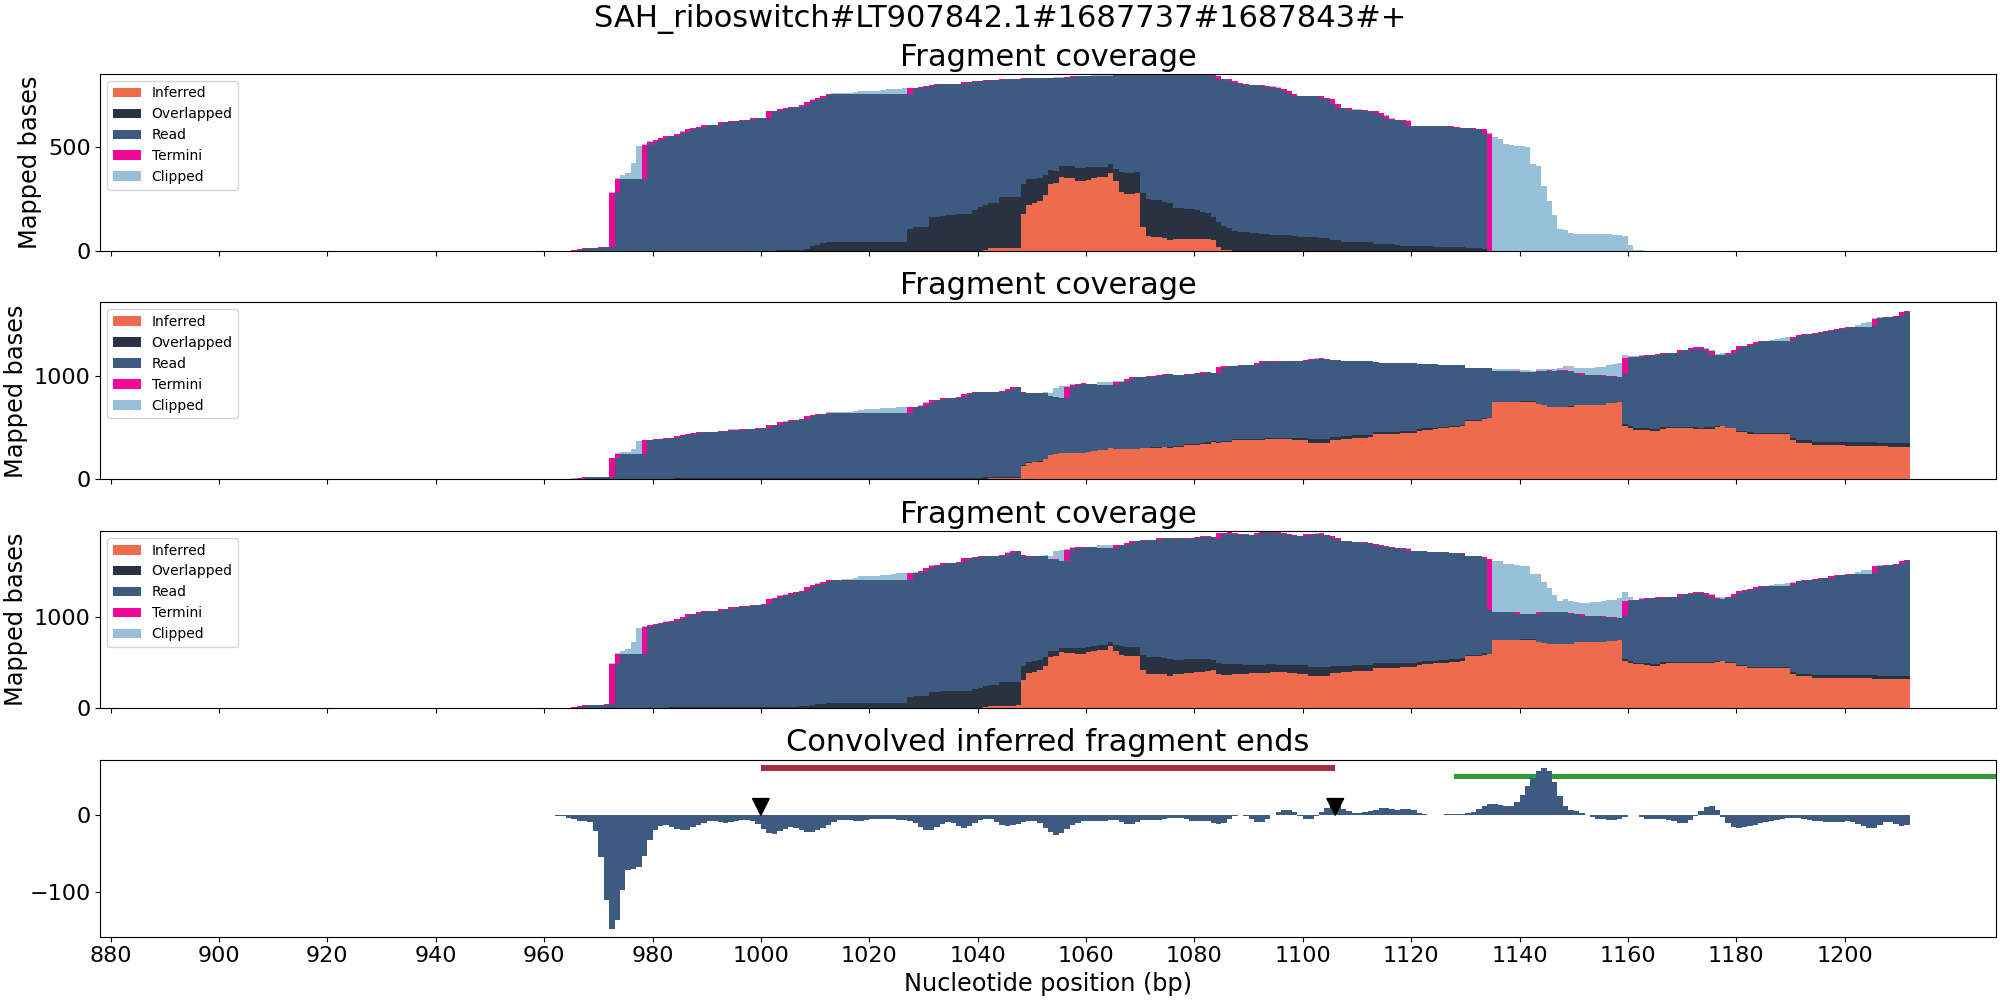 SAH_riboswitch#LT907842.1#1687737#1687843#+
Fragment coverage
Mapped bases
500
0
Inferred
Overlapped
Read
Termini
Clipped
Fragment coverage
Mapped bases
1000
0
Inferred
Overlapped
Read
Termini
Clipped
Fragment coverage
Mapped bases
1000
0
Inferred
Overlapped
Read
Termini
Clipped
Convolved inferred fragment ends
0
−100
880 900 920 940 960 980 1000 1020 1040 1060 1080 1100 1120 1140 1160 1180 1200
Nucleotide position (bp)